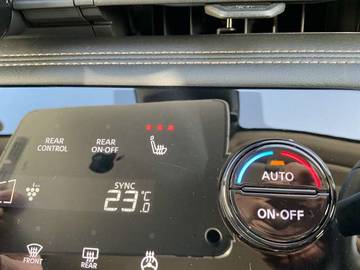 REAR
CONTROL
REAR
ON·OFF
SYNC
23.0°C
AUTO
ON·OFF
FRONT
REAR